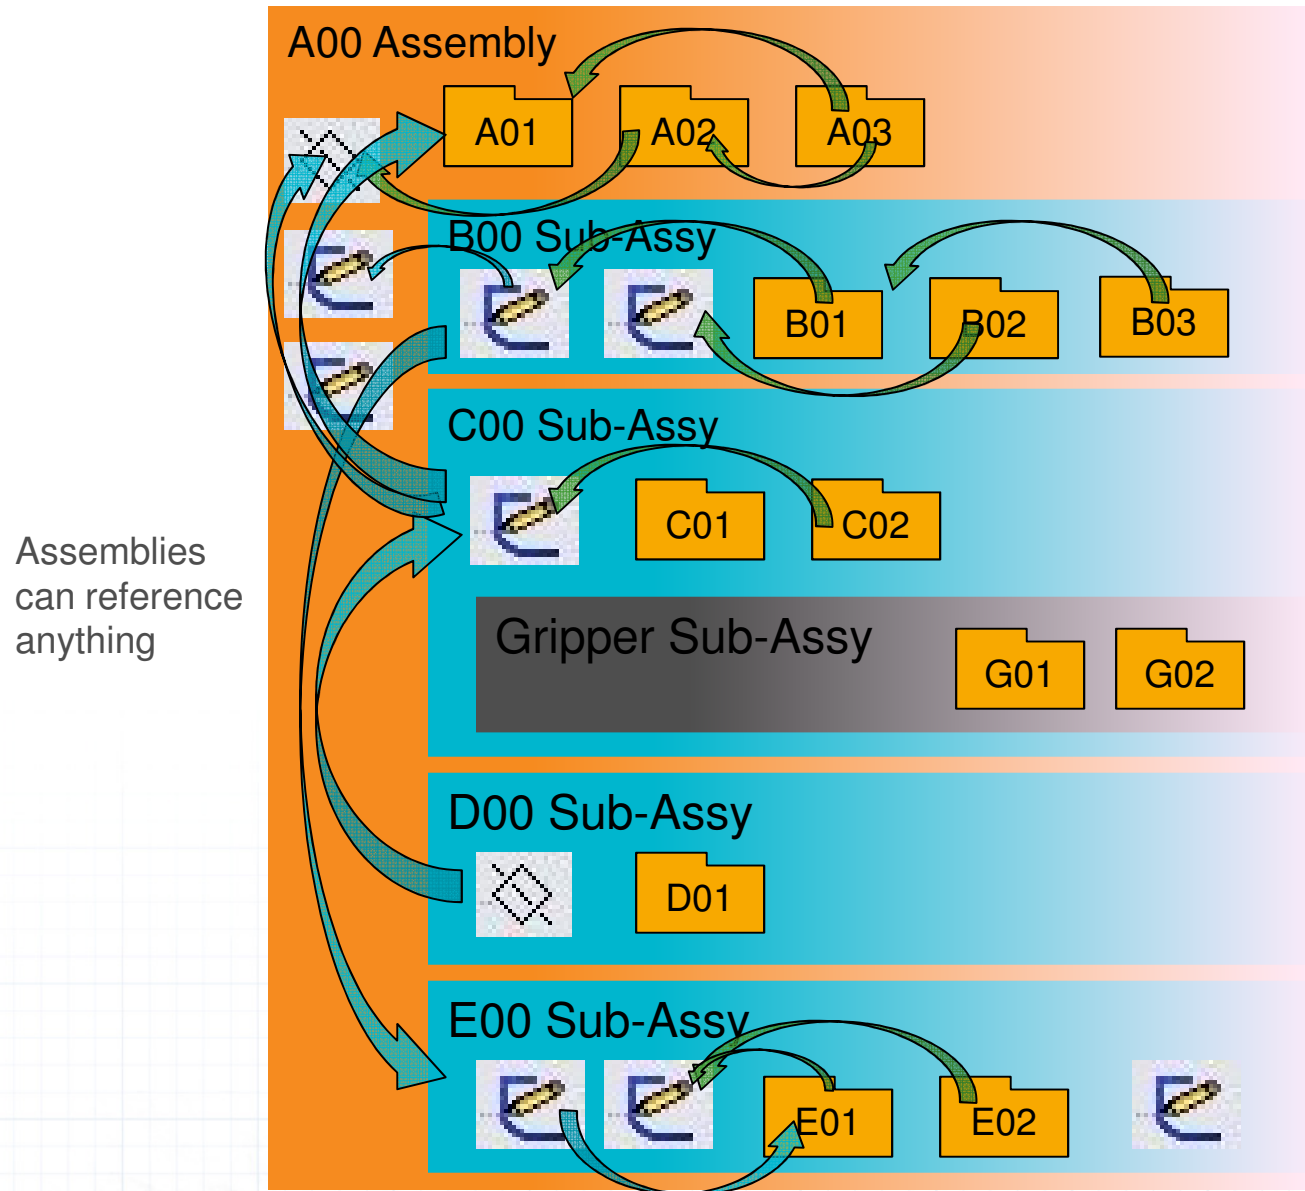 A00 Assembly
A01
A02
A03
B00 Sub-Assy
B01
B02
B03
C00 Sub-Assy
C01
C02
Assemblies
can reference
anything
Gripper Sub-Assy
G01
G02
D00 Sub-Assy
D01
E00 Sub-Assy
E01
E02